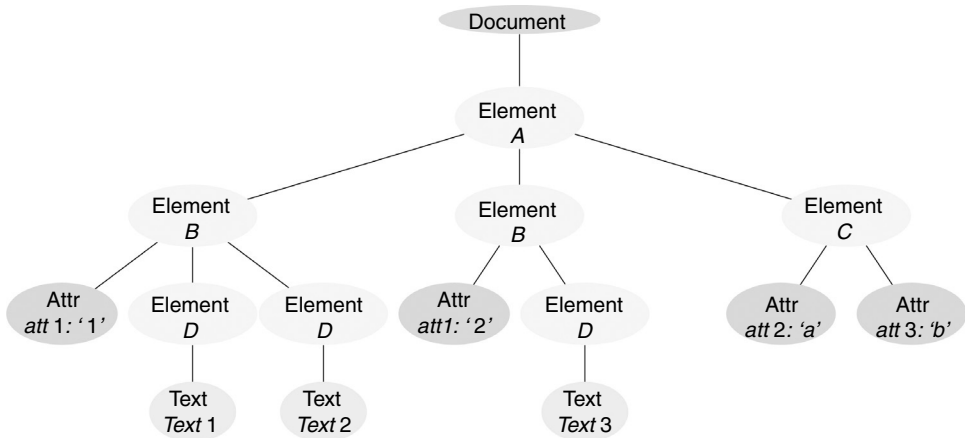 Document
Element
A
Element
B
Element
B
Element
C
Attr
att 1: ‘1’
Element
D
Element
D
Attr
att1: ‘2’
Element
D
Attr
att 2: ‘a’
Attr
att 3: ‘b’
Text
Text 1
Text
Text 2
Text
Text 3